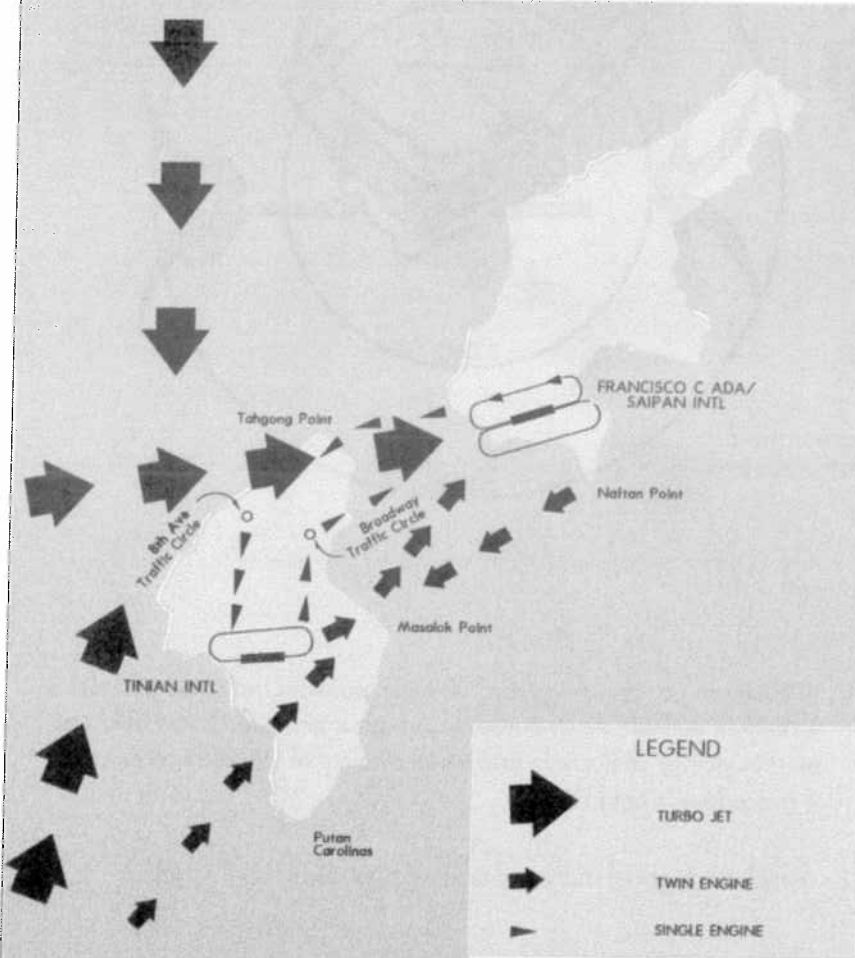 FRANCISCO C ADA/
SAIPAN INTL
Tahgong Point
Naftan Point
8th Ave
Traffic Circle
Broadway
Traffic Circle
Masalok Point
TINIAN INTL
LEGEND
TURBO JET
Putan
Carolinas
TWIN ENGINE
SINGLE ENGINE